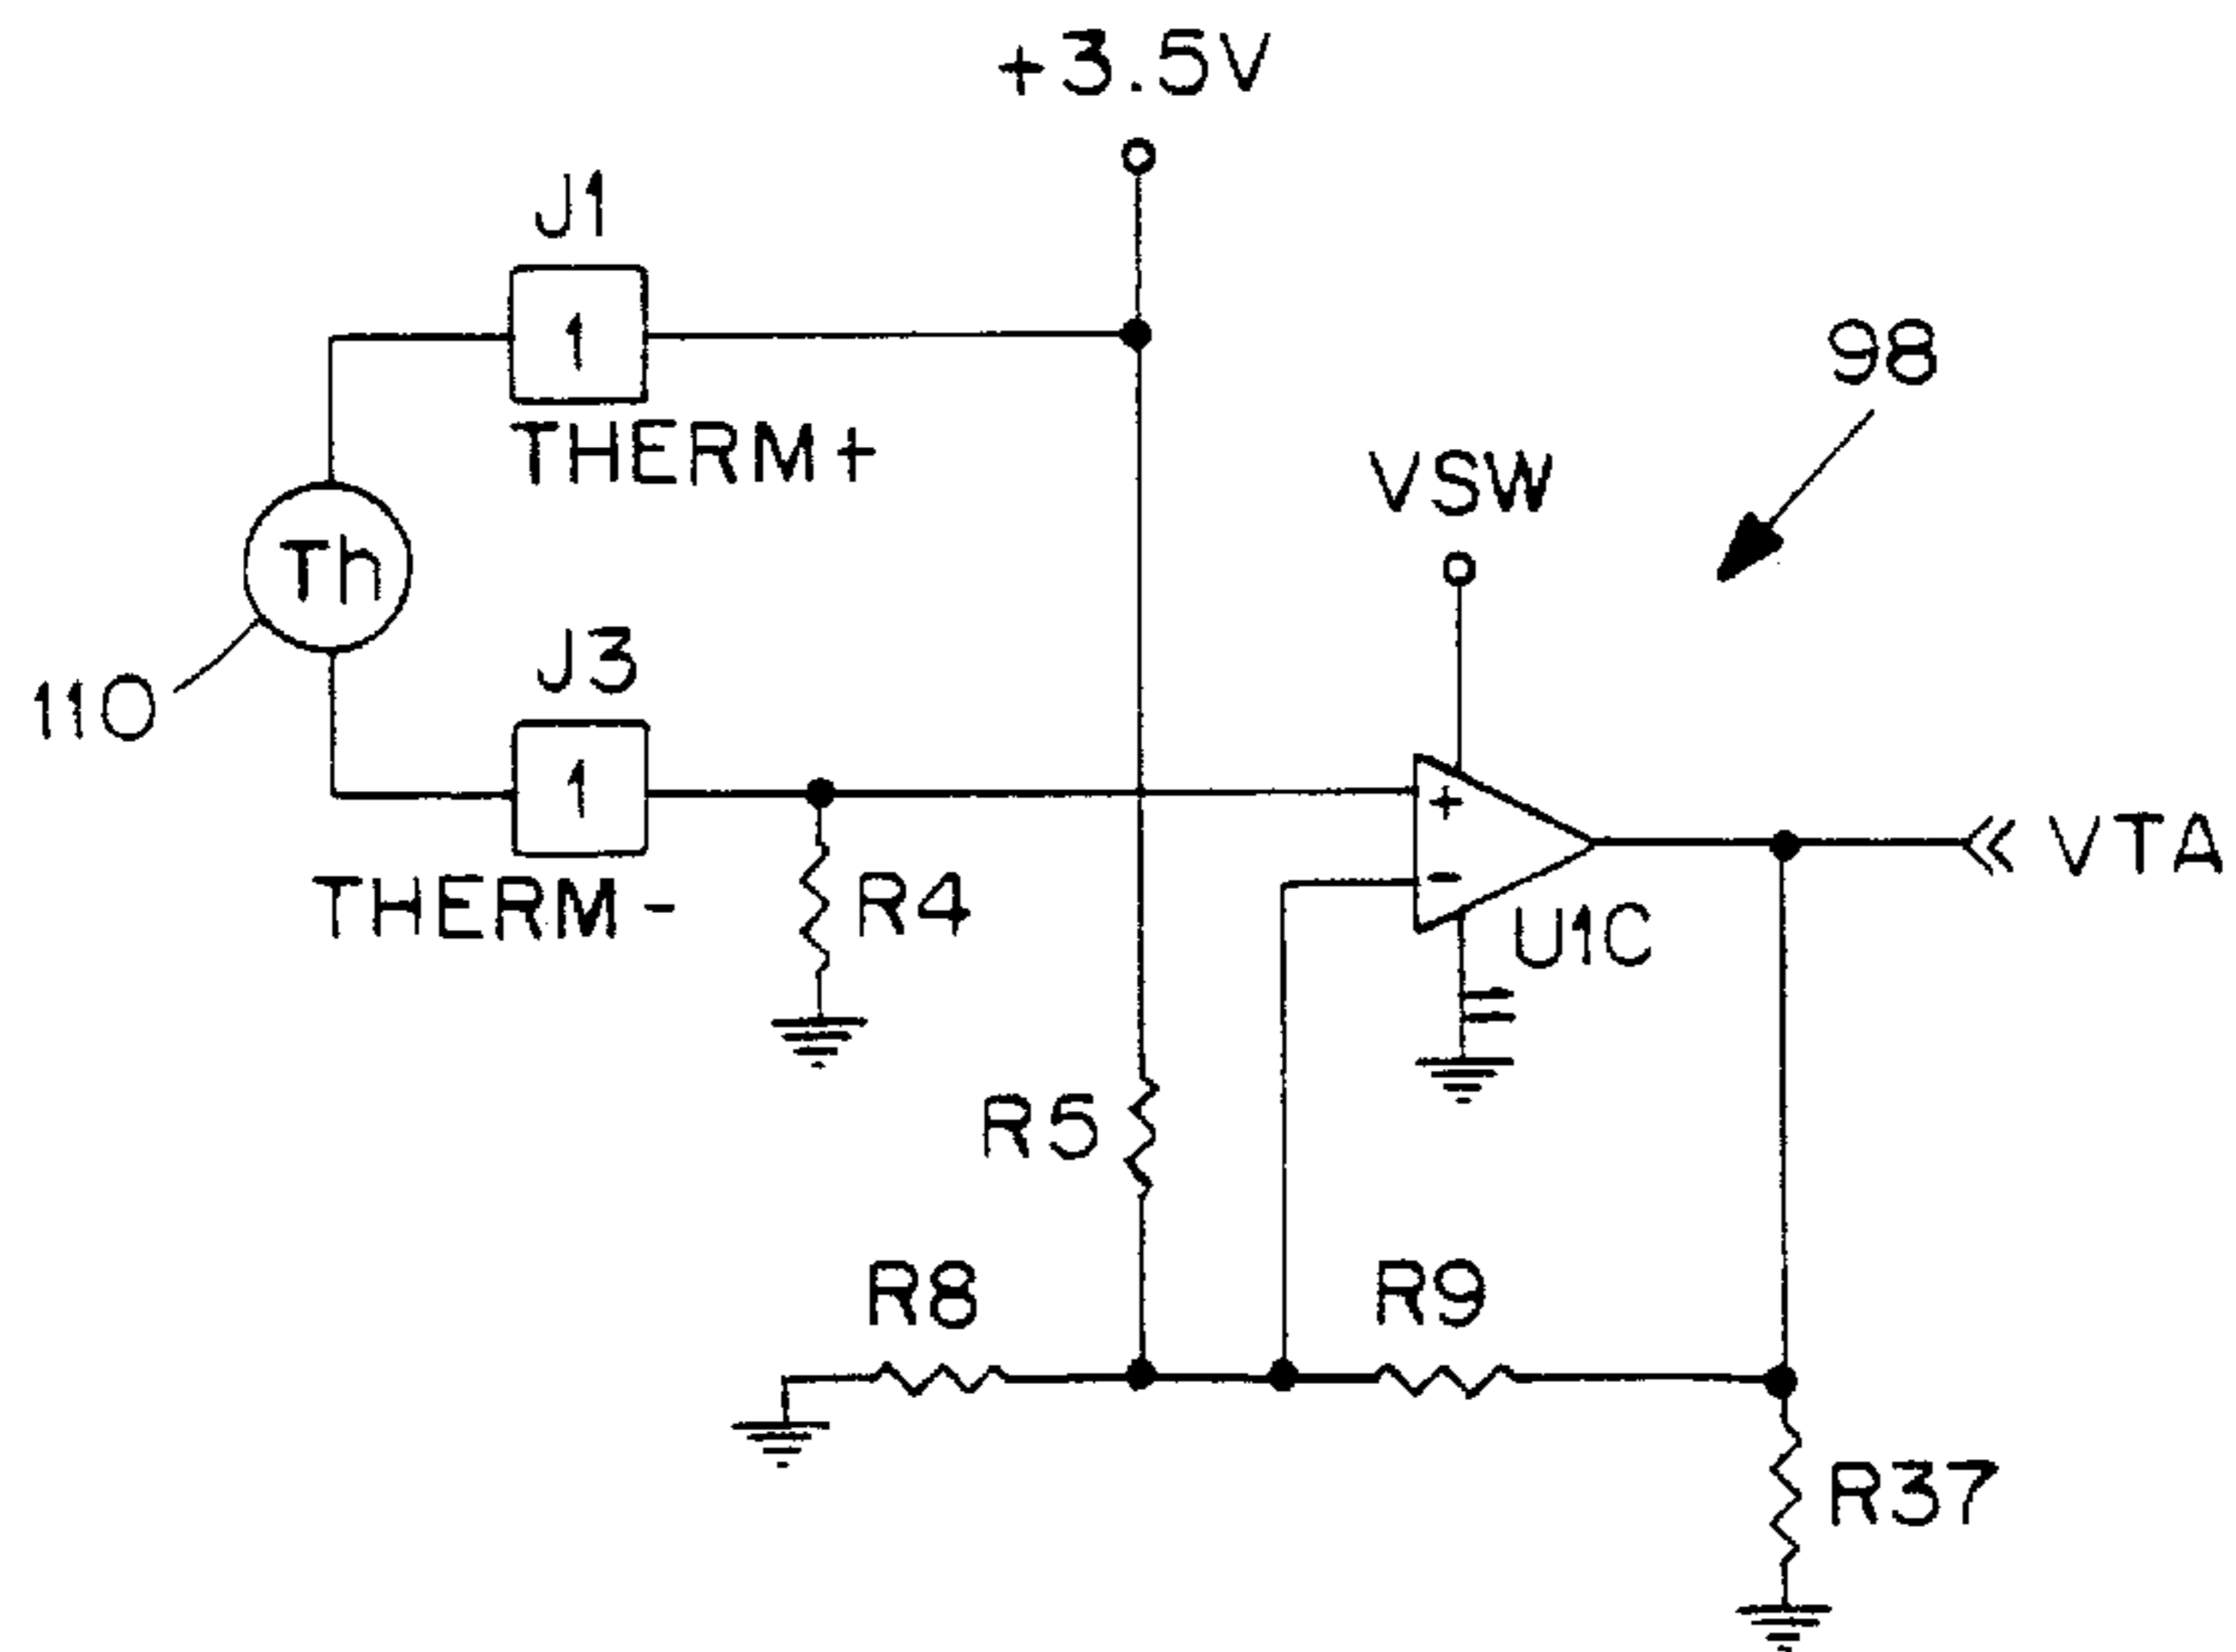 +3.5V
J1
1
THERM+
98
VSW
Th
110
J3
1
THERM-
+
-
R4
U1C
VTA
R5
R8
R9
R37